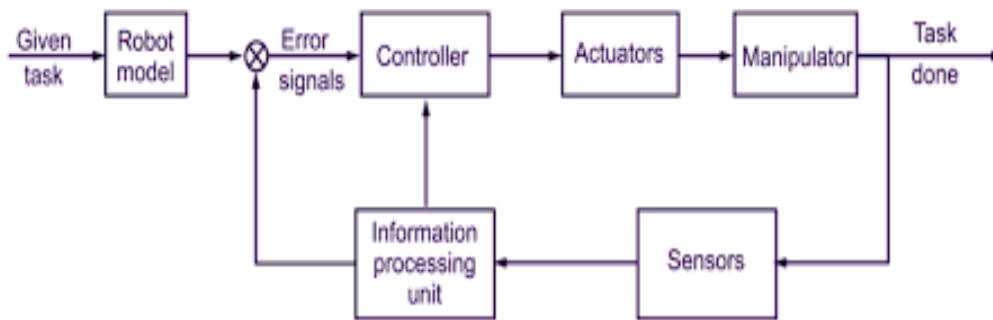 Given
task
Robot
model
Error
signals
Controller
Actuators
Manipulator
Task
done
Information
processing
unit
Sensors